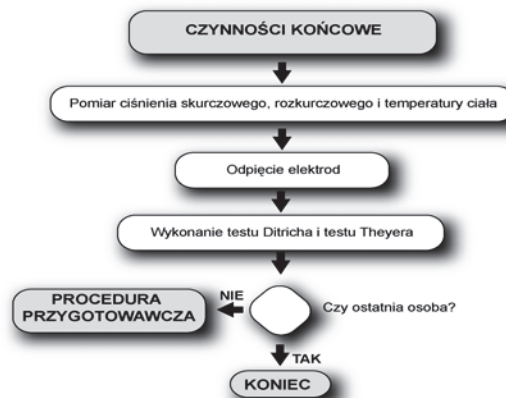 CZYNNOŚCI KOŃCOWE
Pomiar ciśnienia skurczowego, rozkurczowego i temperatury ciała
Odpięcie elektrod
Wykonanie testu Ditricha i testu Theyera
NIE
PROCEDURA
PRZYGOTOWAWCZA
Czy ostatnia osoba?
TAK
KONIEC